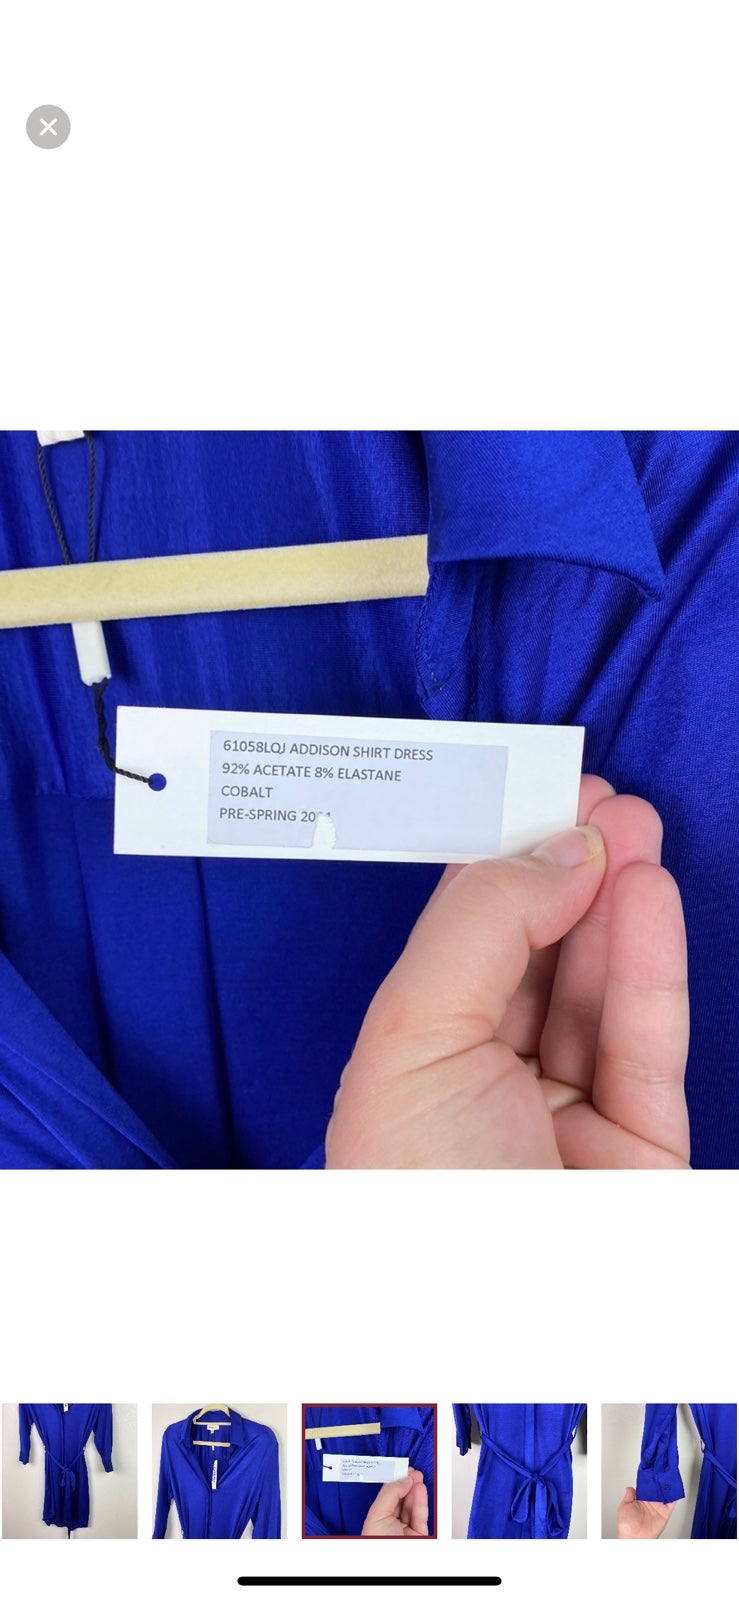 61058LQJ ADDISON SHIRT DRESS
92% ACETATE 8% ELASTANE
COBALT
PRE-SPRING